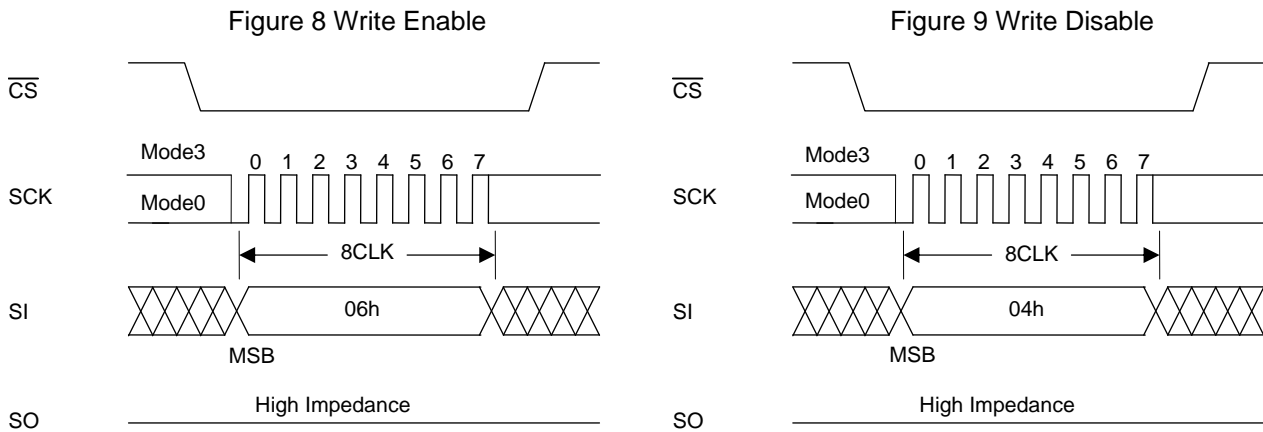 Figure 8 Write Enable
CS
Mode3
0 1 2 3 4 5 6 7
SCK
Mode0
8CLK
SI
06h
MSB
High Impedance
SO
Figure 9 Write Disable
CS
Mode3
0 1 2 3 4 5 6 7
SCK
Mode0
8CLK
SI
04h
MSB
High Impedance
SO